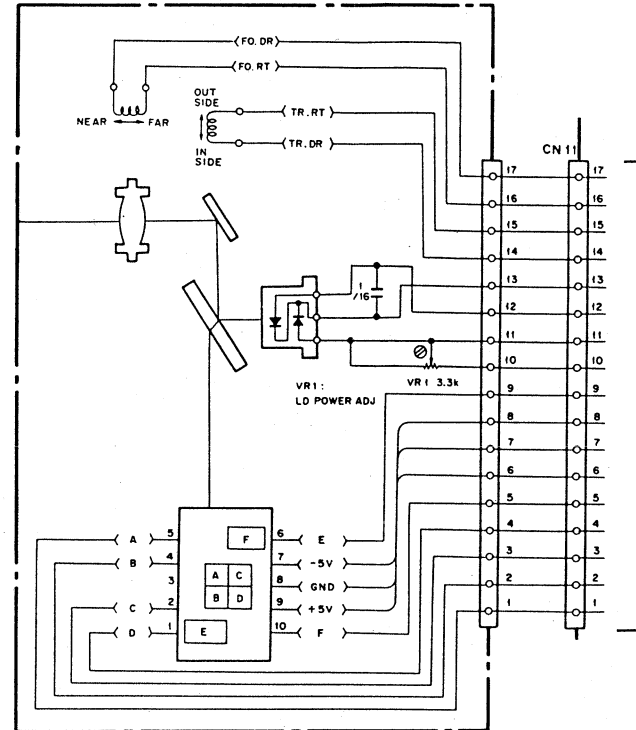 FO. DR
FO. RT
OUT
SIDE
NEAR FAR
TR. RT
IN
SIDE
TR. DR
CN 11
17 17
16 16
15 15
14 14
13 13
12 12
11 11
10 10
9 9
8 8
7 7
6 6
5 5
4 4
3 3
2 2
1 1
1
/16
VR1 :
LD POWER ADJ
VR1 3.3k
A 5 F 6 E
B 4 7 -5V
3 A C 8 GND
C 2 B D 9 +5V
D 1 E 10 F